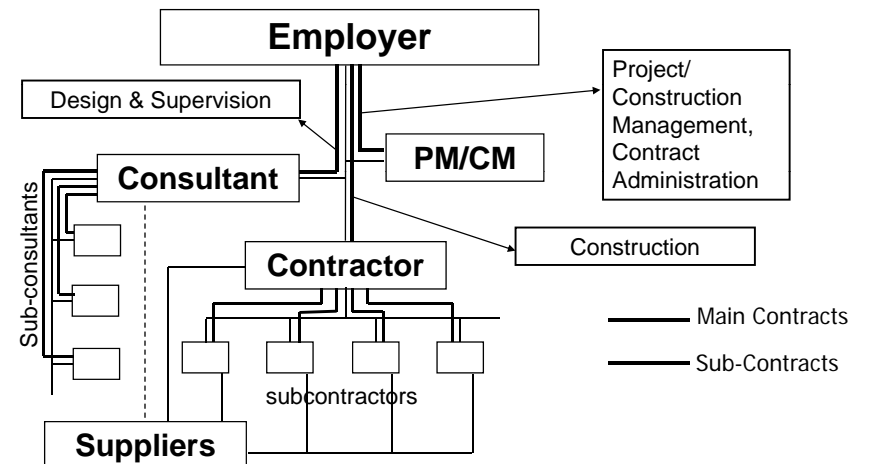 Employer
Design & Supervision
Project/
Construction
Management,
Contract
Administration
PM/CM
Consultant
Sub-consultants
Construction
Contractor
Main Contracts
Sub-Contracts
subcontractors
Suppliers